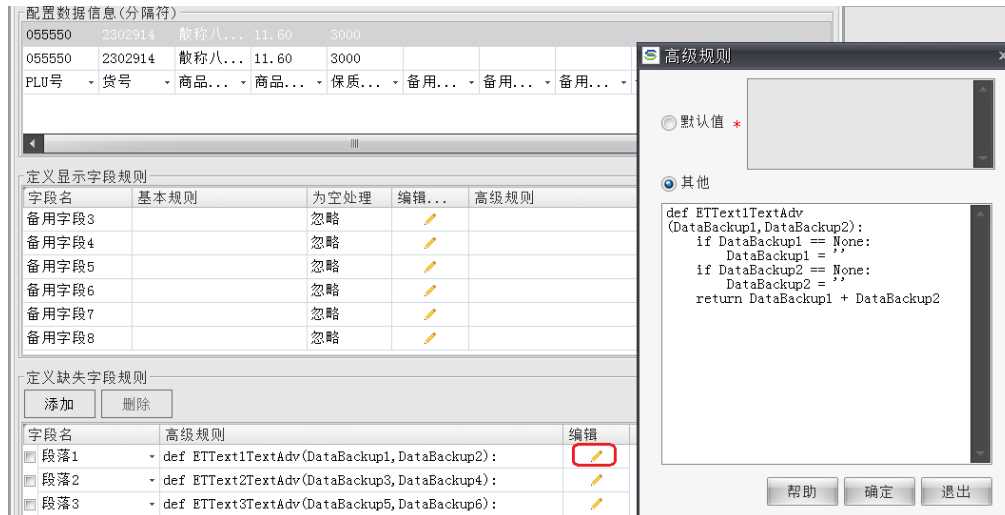 配置数据信息(分隔符)
055550 2302914 散称八... 11.60 3000
055550 2302914 散称八... 11.60 3000
PLU号 货号 商品... 商品... 保质... 备用... 备用... 备用...
定义显示字段规则
字段名 基本规则 为空处理 编辑... 高级规则
备用字段3 忽略
备用字段4 忽略
备用字段5 忽略
备用字段6 忽略
备用字段7 忽略
备用字段8 忽略
定义缺失字段规则
添加 删除
字段名 高级规则 编辑
段落1 def ETText1TextAdv(DataBackup1,DataBackup2):
段落2 def ETText2TextAdv(DataBackup3,DataBackup4):
段落3 def ETText3TextAdv(DataBackup5,DataBackup6):
高级规则
默认值 *
其他
def ETText1TextAdv
(DataBackup1,DataBackup2):
if DataBackup1 == None:
DataBackup1 = ''
if DataBackup2 == None:
DataBackup2 = ''
return DataBackup1 + DataBackup2
帮助 确定 退出